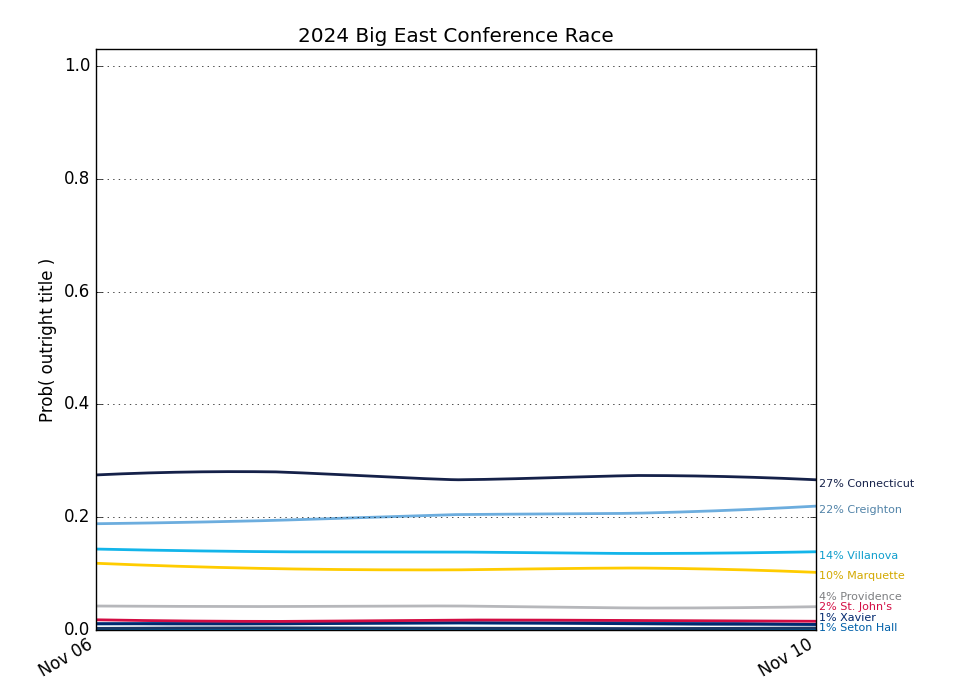 2024 Big East Conference Race
1.0
0.8
0.6
0.4
0.2
0.0
Prob( outright title )
Nov 06
Nov 10
27% Connecticut
22% Creighton
14% Villanova
10% Marquette
4% Providence
2% St. John's
1% Xavier
1% Seton Hall